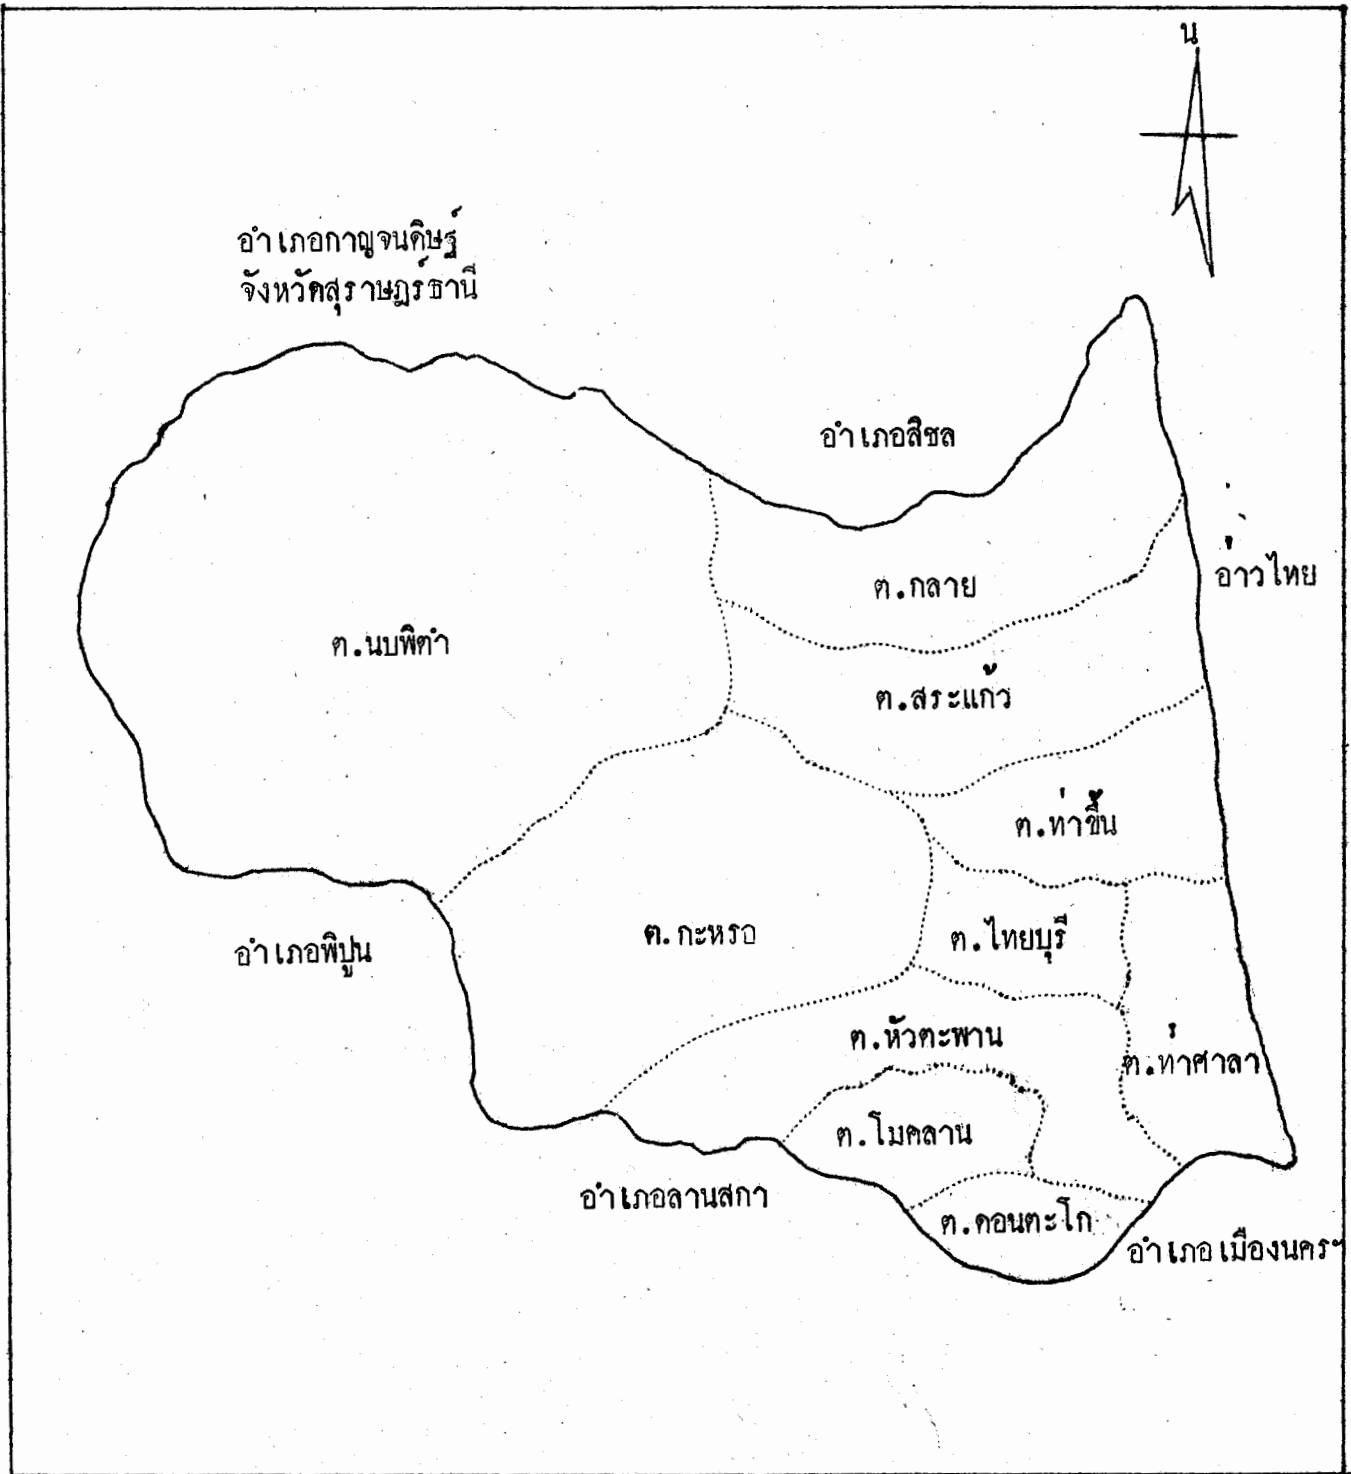 น
อำเภอกาญจนดิษฐ์
จังหวัดสุราษฎร์ธานี
อำเภอสิชล
อ่าวไทย
ต.กลาย
ต.นบพิตำ
ต.สระแก้ว
ต.ท่าขึ้น
ต.กะหรอ
ต.ไทยบุรี
อำเภอพิปูน
ต.หัวตะพาน
ต.ท่าศาลา
ต.โมคลาน
อำเภอลานสกา
ต.ดอนตะโก
อำเภอเมืองนครฯ